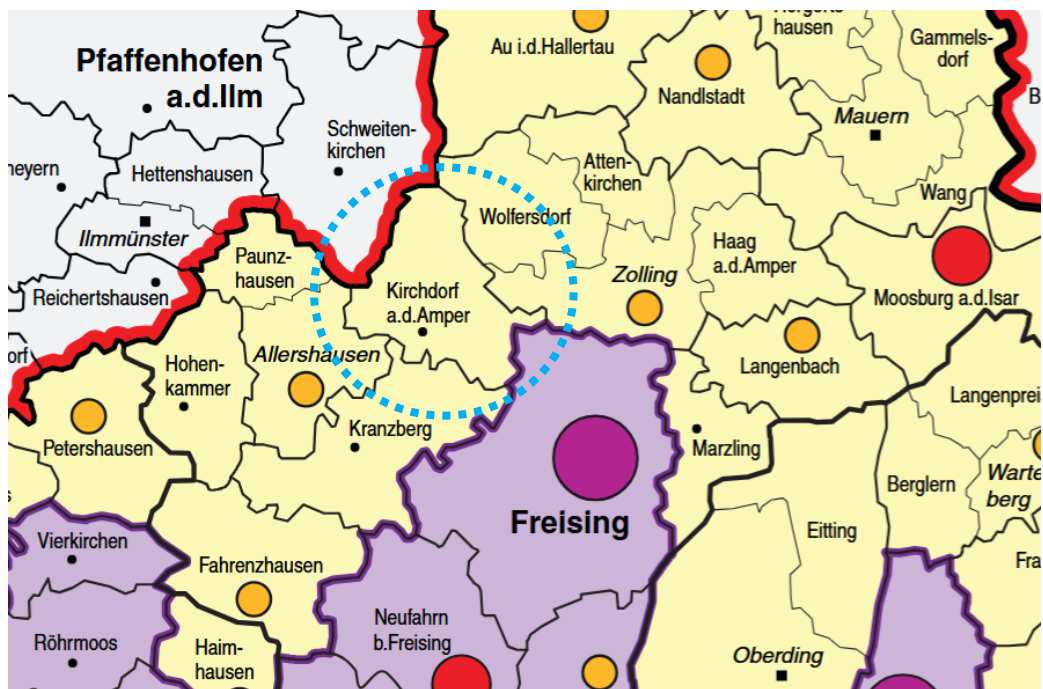 Pfaffenhofen
a.d.Ilm
Au i.d.Hallertau
hausen
Gammels-
dorf
Nandlstadt
Mauern
Schweiten-
kirchen
Hettenshausen
Atten-
kirchen
Wang
Wolfersdorf
Ilmmünster
Paunz-
hausen
Haag
a.d.Amper
Zolling
Reichertshausen
Kirchdorf
a.d.Amper
Moosburg a.d.Isar
Hohen-
kammer
Allershausen
Langenbach
Petershausen
Kranzberg
Marzling
Berglern
Freising
Eitting
Vierkirchen
Fahrenzhausen
Neufahrn
b.Freising
Röhrmoos
Haim-
hausen
Oberding
Warte
berg